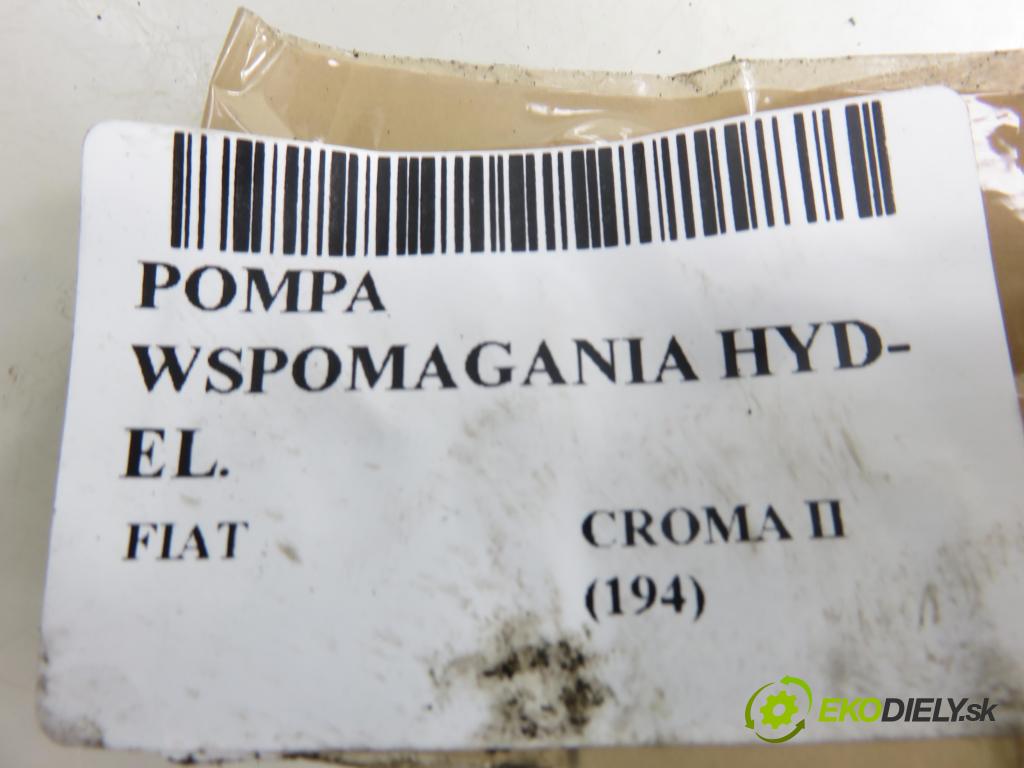 POMPA
WSPOMAGANIA HYD-
EL.
FIAT CROMA II
(194)
EKODIELY.sk